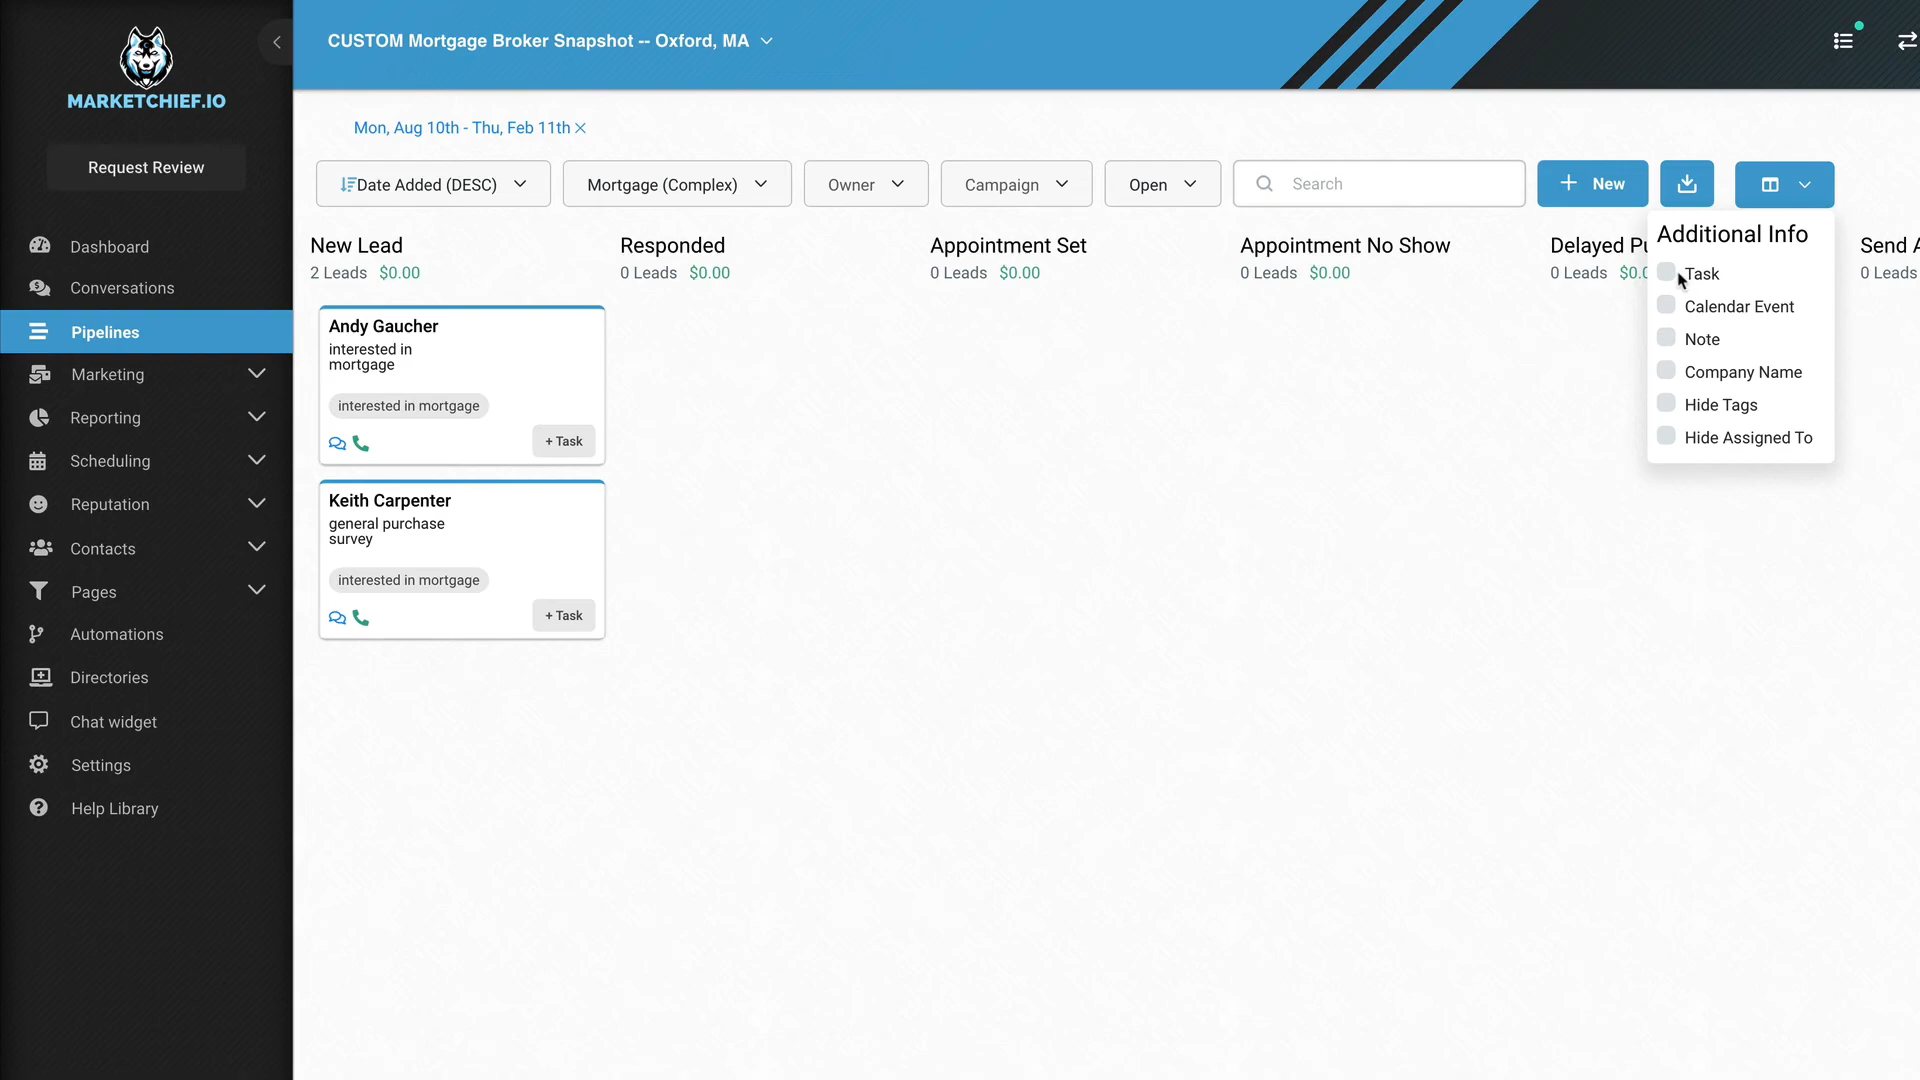 MARKETCHIEF.IO
Request Review
Dashboard
Conversations
Pipelines
Marketing
Reporting
Scheduling
Reputation
Contacts
Pages
Automations
Directories
Chat widget
Settings
Help Library
CUSTOM Mortgage Broker Snapshot -- Oxford, MA
Mon, Aug 10th - Thu, Feb 11th
Date Added (DESC)
Mortgage (Complex)
Owner
Campaign
Open
Search
New
New Lead
2 Leads $0.00
Responded
0 Leads $0.00
Appointment Set
0 Leads $0.00
Appointment No Show
0 Leads $0.00
Delayed
0 Leads
Send
0 Leads
Andy Gaucher
interested in
mortgage
interested in mortgage
+ Task
Keith Carpenter
general purchase
survey
interested in mortgage
+ Task
Additional Info
Task
Calendar Event
Note
Company Name
Hide Tags
Hide Assigned To